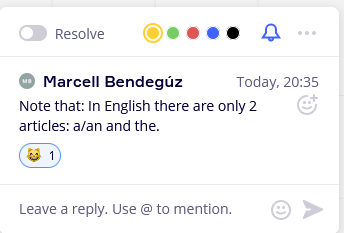 Resolve
MB
Marcell Bendegúz
Today, 20:35
Note that: In English there are only 2
articles: a/an and the.
1
Leave a reply. Use @ to mention.